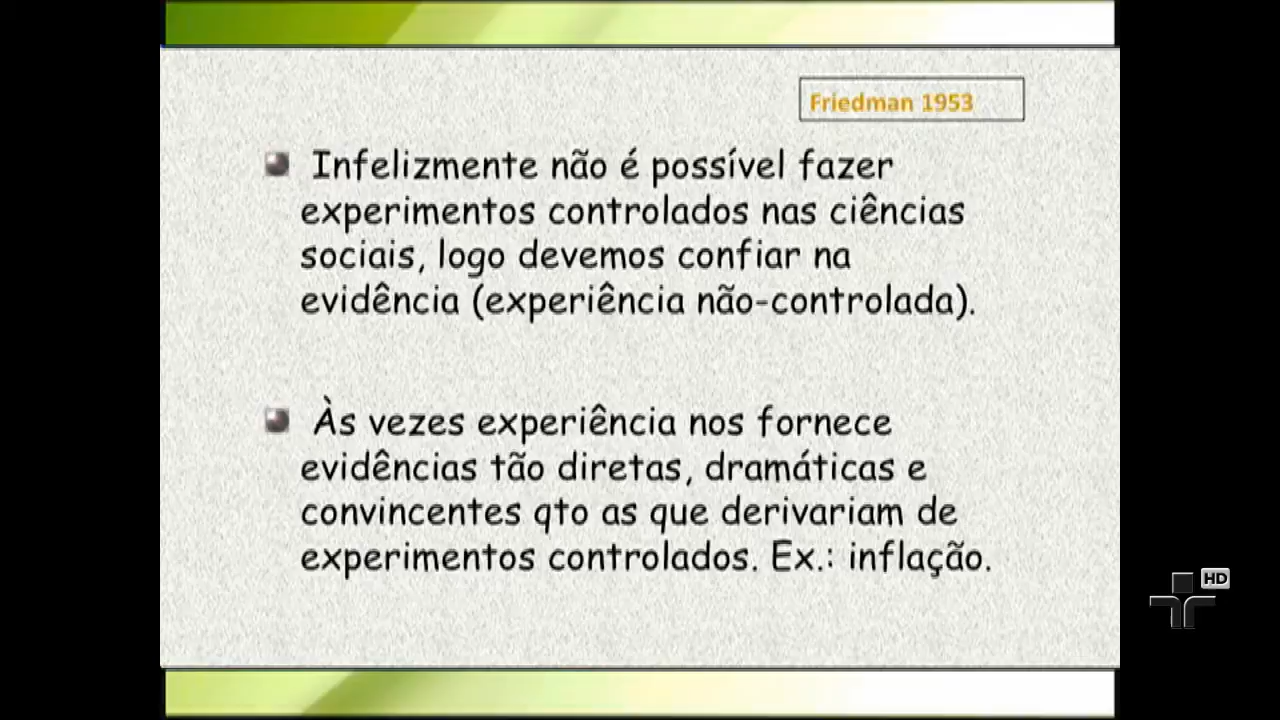 Friedman 1953
Infelizmente não é possível fazer
experimentos controlados nas ciências
sociais, logo devemos confiar na
evidência (experiência não-controlada).
Às vezes experiência nos fornece
evidências tão diretas, dramáticas e
convincentes qto as que derivariam de
experimentos controlados. Ex.: inflação.
HD